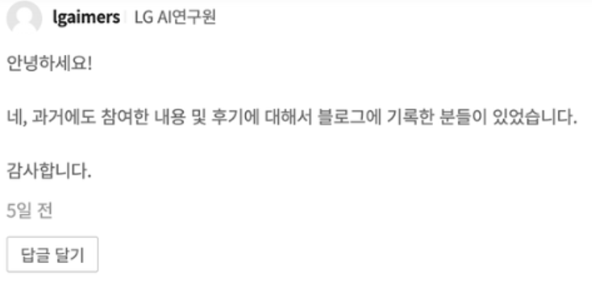 lgaimers LG AI연구원
안녕하세요!
네, 과거에도 참여한 내용 및 후기에 대해서 블로그에 기록한 분들이 있었습니다.
감사합니다.
5일 전
답글 달기